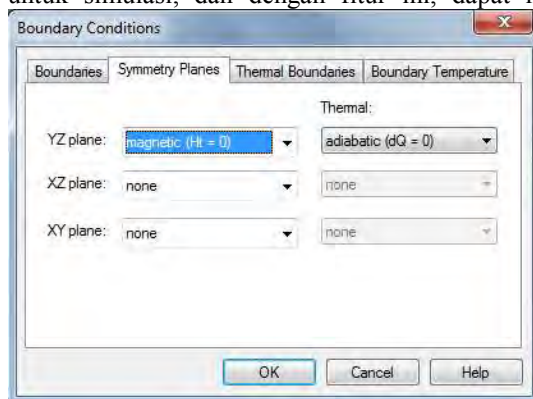 untuk simulasi, dan dengan fitur ini, dapat
Boundary Conditions
Boundaries Symmetry Planes Thermal Boundaries Boundary Temperature
Thermal:
YZ plane: magnetic (Ht = 0) adiabatic (dQ = 0)
XZ plane: none none
XY plane: none none
OK Cancel Help